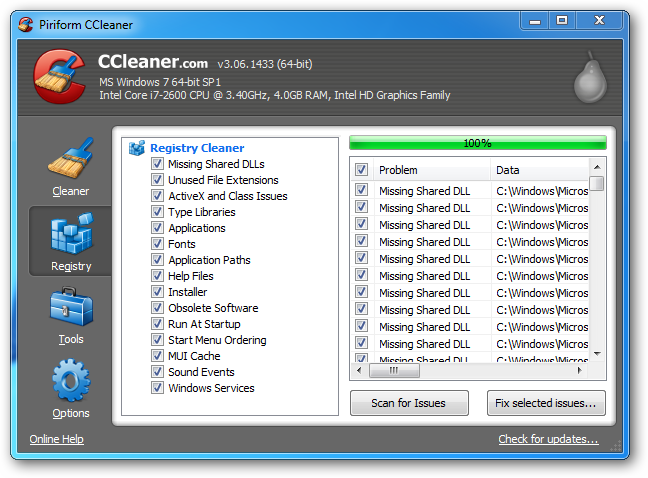 Piriform CCleaner
CCleaner.com v3.06.1433 (64-bit)
MS Windows 7 64-bit SP1
Intel Core i7-2600 CPU @ 3.40GHz, 4.0GB RAM, Intel HD Graphics Family
Cleaner
Registry
Tools
Options
Registry Cleaner
Missing Shared DLLs
Unused File Extensions
ActiveX and Class Issues
Type Libraries
Applications
Fonts
Application Paths
Help Files
Installer
Obsolete Software
Run At Startup
Start Menu Ordering
MUI Cache
Sound Events
Windows Services
100%
Problem Data
Missing Shared DLL C:\Windows\Micros
Missing Shared DLL C:\Windows\Micros
Missing Shared DLL C:\Windows\Micros
Missing Shared DLL C:\Windows\Micros
Missing Shared DLL C:\Windows\Micros
Missing Shared DLL C:\Windows\Micros
Missing Shared DLL C:\Windows\Micros
Missing Shared DLL C:\Windows\Micros
Missing Shared DLL C:\Windows\Micros
Missing Shared DLL C:\Windows\Micros
Missing Shared DLL C:\Windows\Micros
Scan for Issues
Fix selected issues...
Online Help
Check for updates...